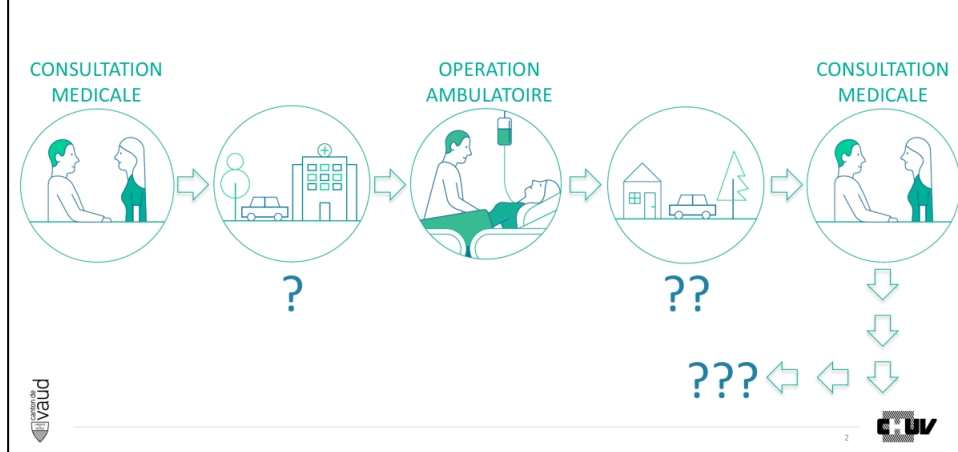 CONSULTATION
MEDICALE
OPERATION
AMBULATOIRE
CONSULTATION
MEDICALE
?
??
???
canton de
vaud
2
CHUV